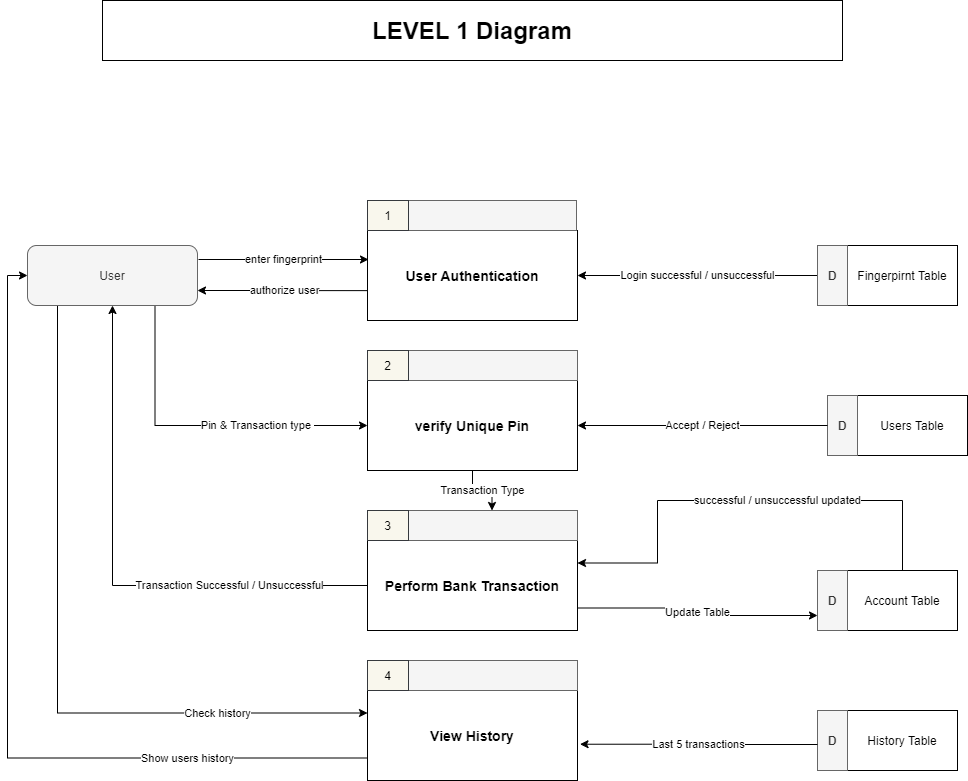 LEVEL 1 Diagram
1
User
enter fingerprint
authorize user
User Authentication
Login successful / unsuccessful
D
Fingerpirnt Table
2
Pin & Transaction type
verify Unique Pin
Accept / Reject
D
Users Table
Transaction Type
successful / unsuccessful updated
3
Transaction Successful / Unsuccessful
Perform Bank Transaction
Update Table
D
Account Table
4
Check history
View History
Show users history
Last 5 transactions
D
History Table